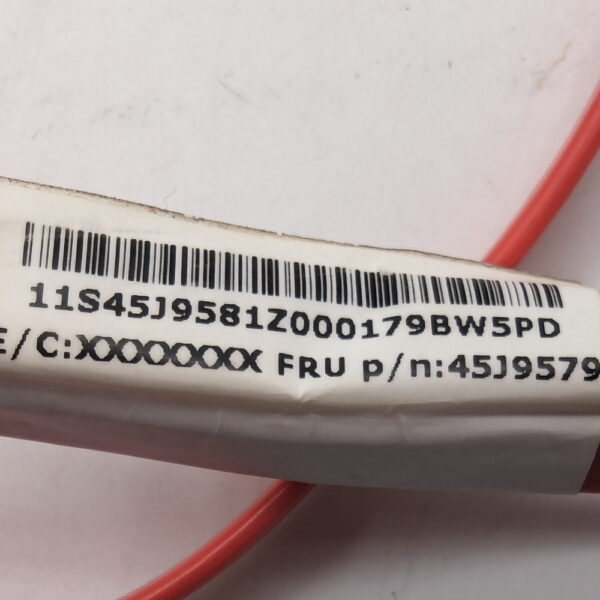 11S45J9581Z000179BW5PD
E/C:XXXXXXX FRU p/n:45J9579